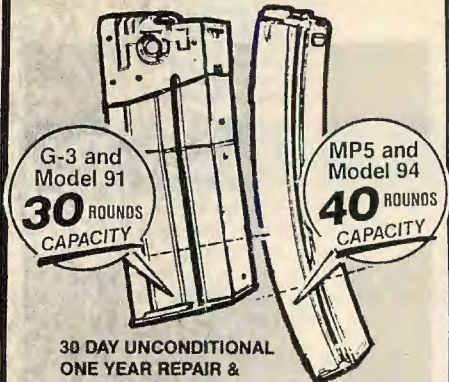 G-3 and
Model 91
30 ROUNDS
CAPACITY
MP5 and
Model 94
40 ROUNDS
CAPACITY
30 DAY UNCONDITIONAL
ONE YEAR REPAIR &